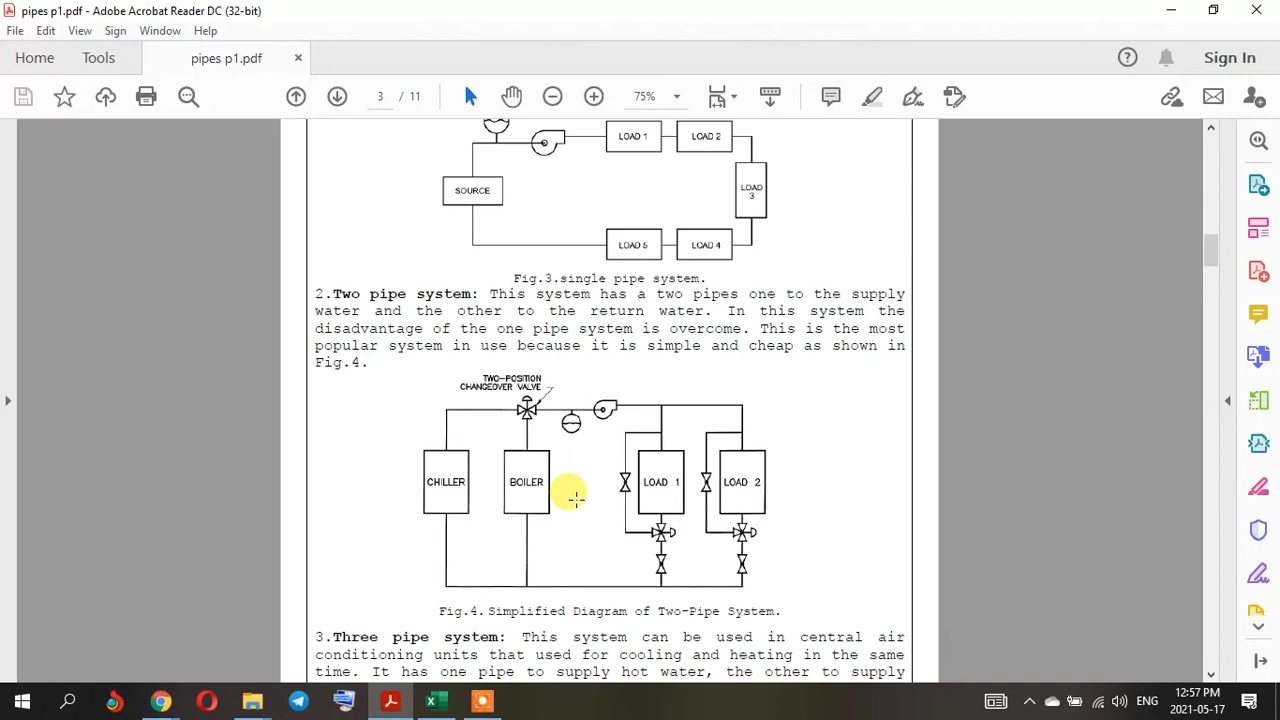 pipes p1.pdf - Adobe Acrobat Reader DC (32-bit)
File Edit View Sign Window Help
Home Tools pipes p1.pdf × Sign In
3 / 11 75%
LOAD 1 LOAD 2
SOURCE
LOAD
3
LOAD 5 LOAD 4
Fig.3.single pipe system.
2.Two pipe system: This system has a two pipes one to the supply
water and the other to the return water. In this system the
disadvantage of the one pipe system is overcome. This is the most
popular system in use because it is simple and cheap as shown in
Fig.4.
TWO-POSITION
CHANGEOVER VALVE
CHILLER BOILER LOAD 1 LOAD 2
Fig.4.Simplified Diagram of Two-Pipe System.
3.Three pipe system: This system can be used in central air
conditioning units that used for cooling and heating in the same
time. It has one pipe to supply hot water, the other to supply
ENG 12:57 PM
2021-05-17